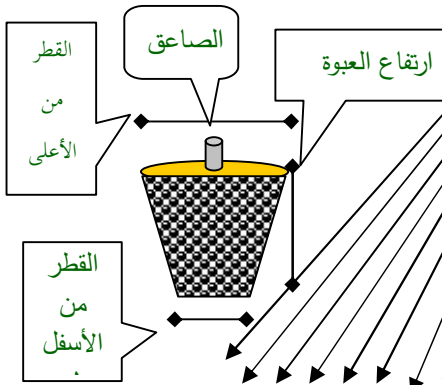 ارتفاع العبوة
الصاعق
القطر
من
الأعلى
القطر
من
الأسفل